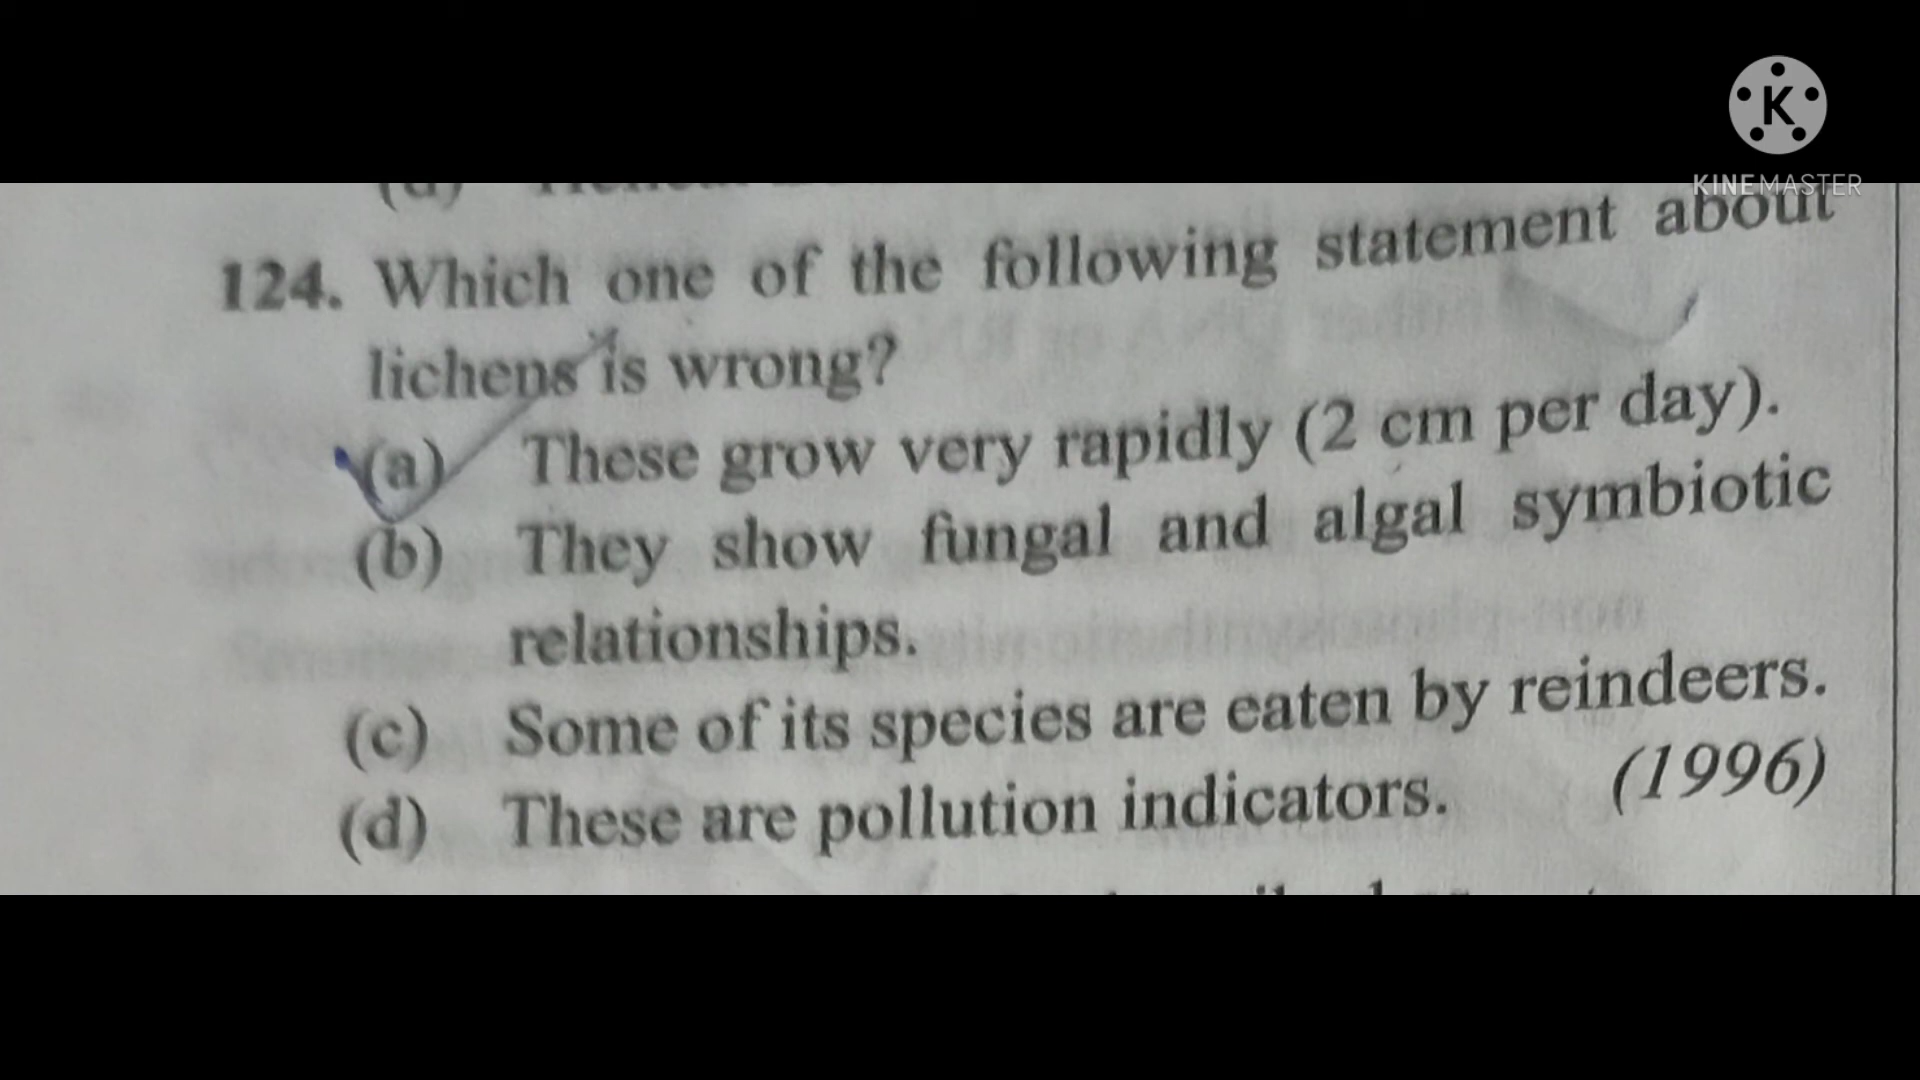 K
KINEMASTER
124. Which one of the following statement about
lichens is wrong?
(a) These grow very rapidly (2 cm per day).
(b) They show fungal and algal symbiotic
relationships.
(c) Some of its species are eaten by reindeers.
(d) These are pollution indicators. (1996)